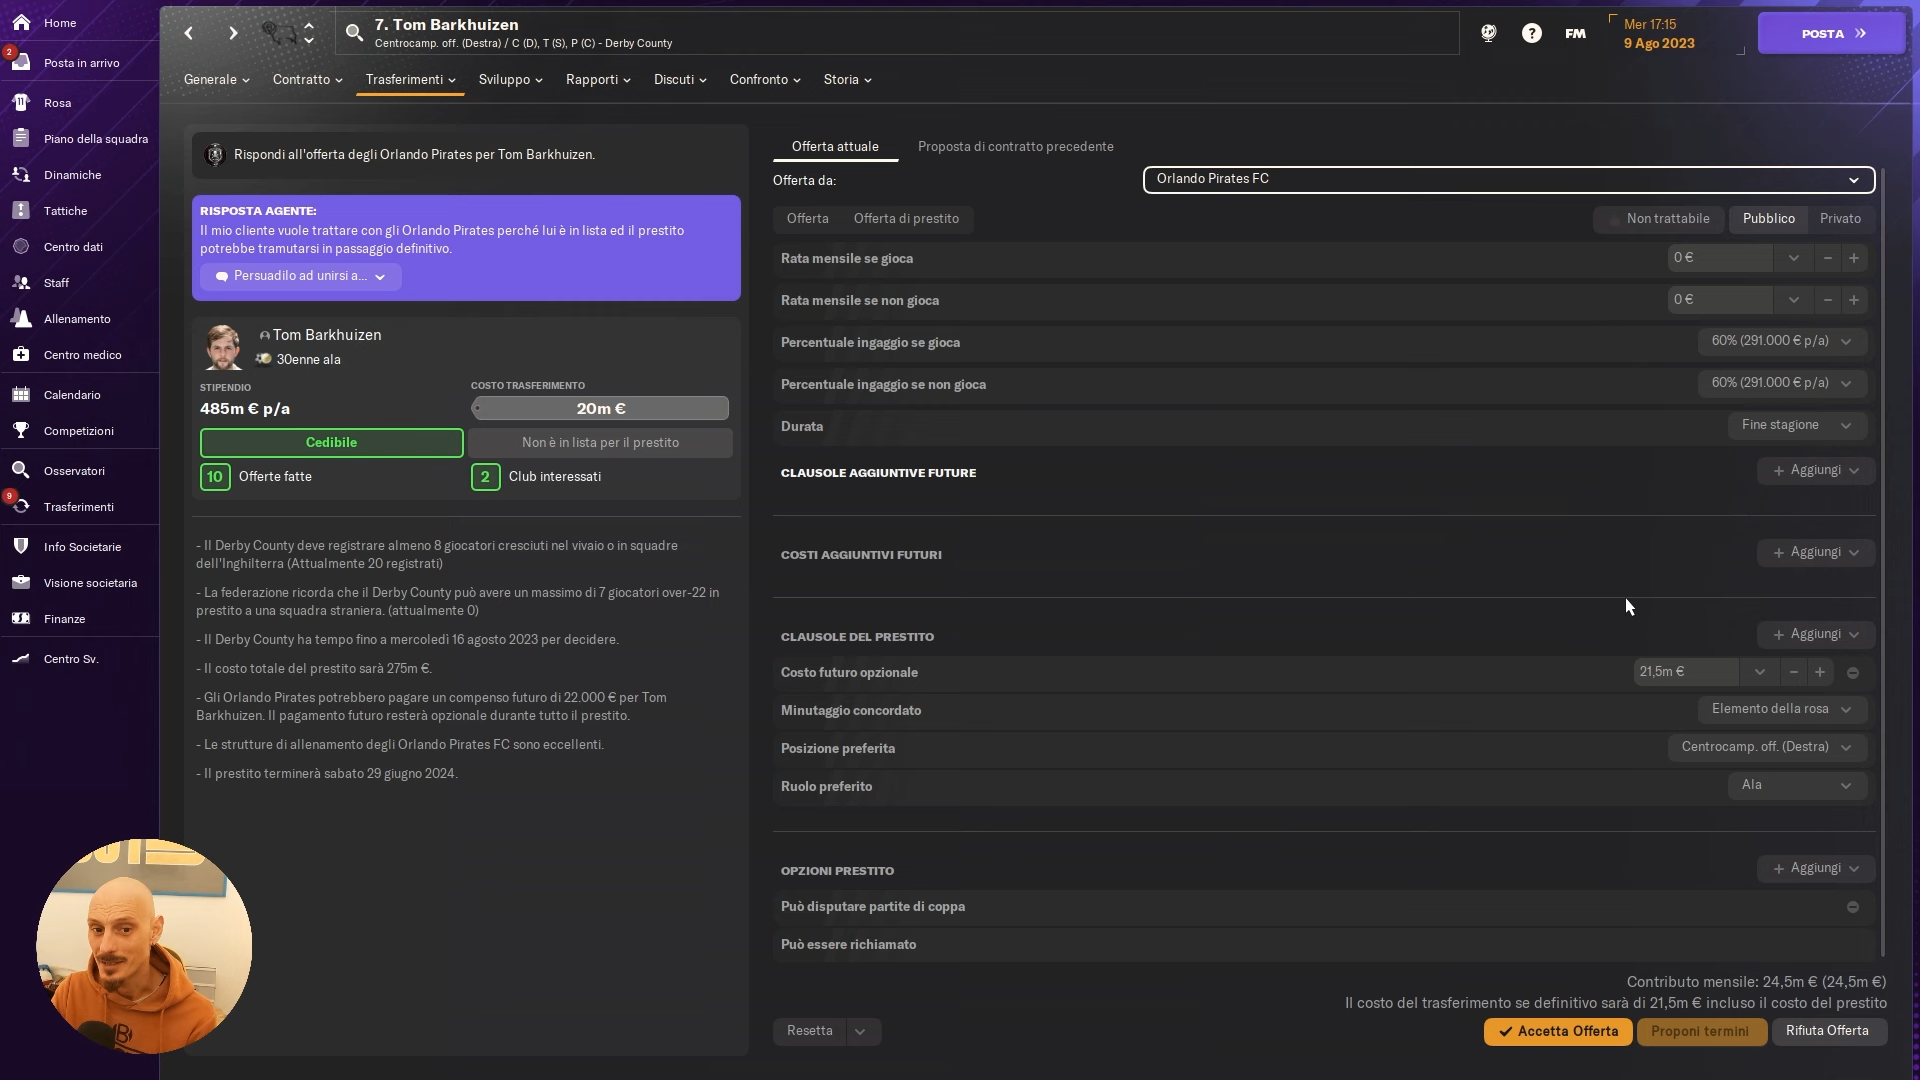 Home
2
Posta in arrivo
11
Rosa
Piano della squadra
Dinamiche
Tattiche
Centro dati
Staff
Allenamento
Centro medico
Calendario
Competizioni
Osservatori
9
Trasferimenti
Info Societarie
Visione societaria
Finanze
Centro Sv.
7. Tom Barkhuizen
Centrocamp. off. (Destra) / C (D), T (S), P (C) - Derby County
?
FM
Mer 17:15
9 Ago 2023
POSTA
Generale
Contratto
Trasferimenti
Sviluppo
Rapporti
Discuti
Confronto
Storia
Rispondi all'offerta degli Orlando Pirates per Tom Barkhuizen.
RISPOSTA AGENTE:
Il mio cliente vuole trattare con gli Orlando Pirates perché lui è in lista ed il prestito
potrebbe tramutarsi in passaggio definitivo.
Persuadilo ad unirsi a...
Tom Barkhuizen
30enne ala
STIPENDIO
COSTO TRASFERIMENTO
485m € p/a
20m €
Cedibile
Non è in lista per il prestito
10 Offerte fatte
2 Club interessati
- Il Derby County deve registrare almeno 8 giocatori cresciuti nel vivaio o in squadre
dell'Inghilterra (Attualmente 20 registrati)
- La federazione ricorda che il Derby County può avere un massimo di 7 giocatori over-22 in
prestito a una squadra straniera. (attualmente 0)
- Il Derby County ha tempo fino a mercoledì 16 agosto 2023 per decidere.
- Il costo totale del prestito sarà 275m €.
- Gli Orlando Pirates potrebbero pagare un compenso futuro di 22.000 € per Tom
Barkhuizen. Il pagamento futuro resterà opzionale durante tutto il prestito.
- Le strutture di allenamento degli Orlando Pirates FC sono eccellenti.
- Il prestito terminerà sabato 29 giugno 2024.
Offerta attuale
Proposta di contratto precedente
Offerta da:
Orlando Pirates FC
Offerta
Offerta di prestito
Non trattabile
Pubblico
Privato
Rata mensile se gioca
0 €
Rata mensile se non gioca
0 €
Percentuale ingaggio se gioca
60% (291.000 € p/a)
Percentuale ingaggio se non gioca
60% (291.000 € p/a)
Durata
Fine stagione
CLAUSOLE AGGIUNTIVE FUTURE
+ Aggiungi
COSTI AGGIUNTIVI FUTURI
+ Aggiungi
CLAUSOLE DEL PRESTITO
+ Aggiungi
Costo futuro opzionale
21,5m €
Minutaggio concordato
Elemento della rosa
Posizione preferita
Centrocamp. off. (Destra)
Ruolo preferito
Ala
OPZIONI PRESTITO
+ Aggiungi
Può disputare partite di coppa
Può essere richiamato
Contributo mensile: 24,5m € (24,5m €)
Il costo del trasferimento se definitivo sarà di 21,5m € incluso il costo del prestito
Resetta
Accetta Offerta
Proponi termini
Rifiuta Offerta